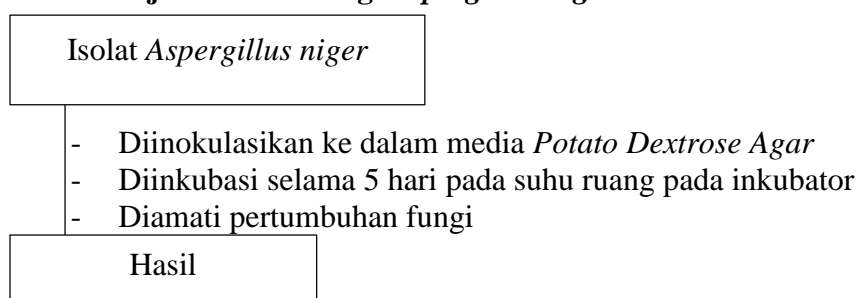 Isolat Aspergillus niger
- Diinokulasikan ke dalam media Potato Dextrose Agar
- Diinkubasi selama 5 hari pada suhu ruang pada inkubator
- Diamati pertumbuhan fungi
Hasil